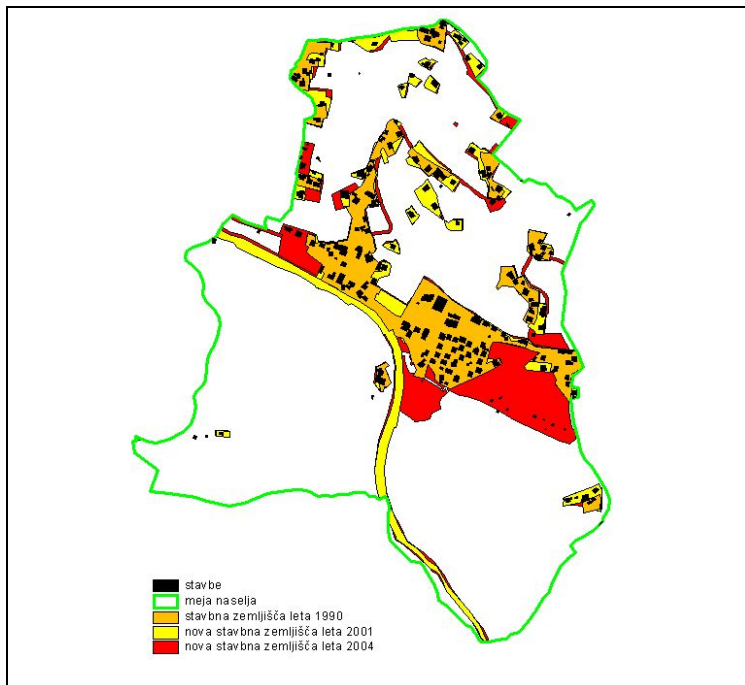 stavbe
meja naselja
stavbna zemljišča leta 1990
nova stavbna zemljišča leta 2001
nova stavbna zemljišča leta 2004